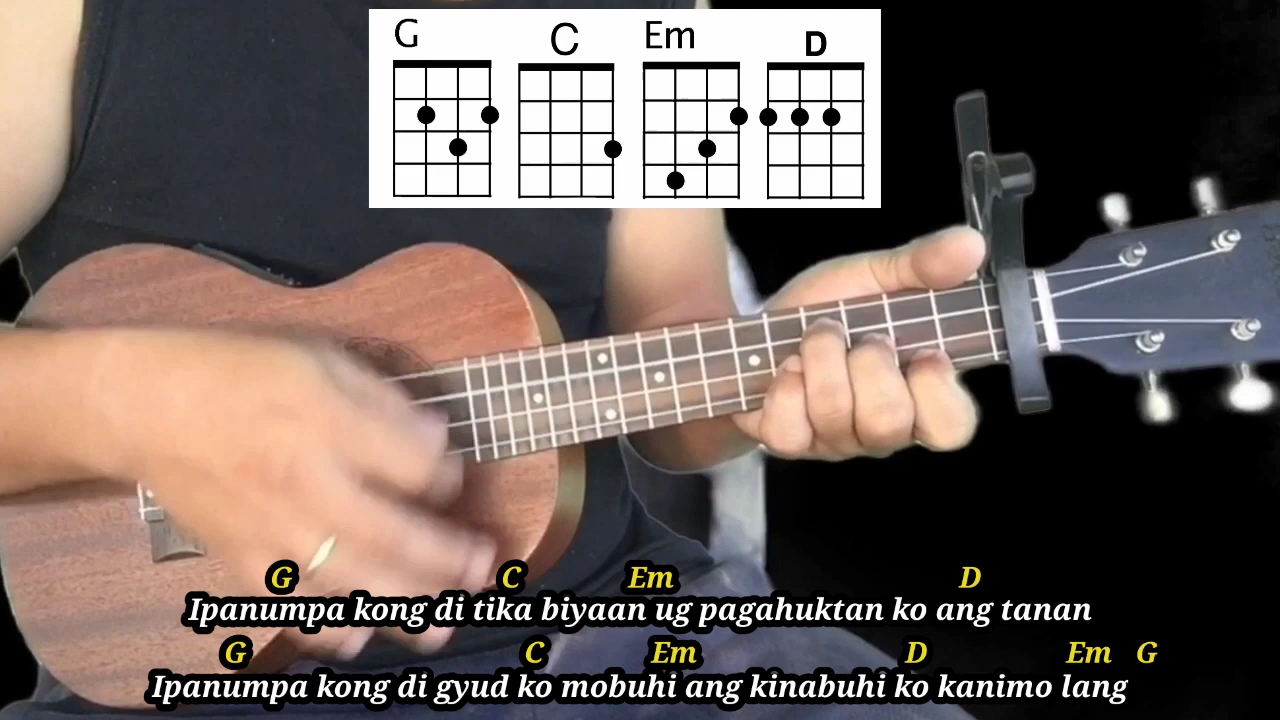 G C Em D
G C Em D
Ipanumpa kong di tika biyaan ug pagahuktan ko ang tanan
G C Em D Em G
Ipanumpa kong di gyud ko mobuhi ang kinabuhi ko kanimo lang